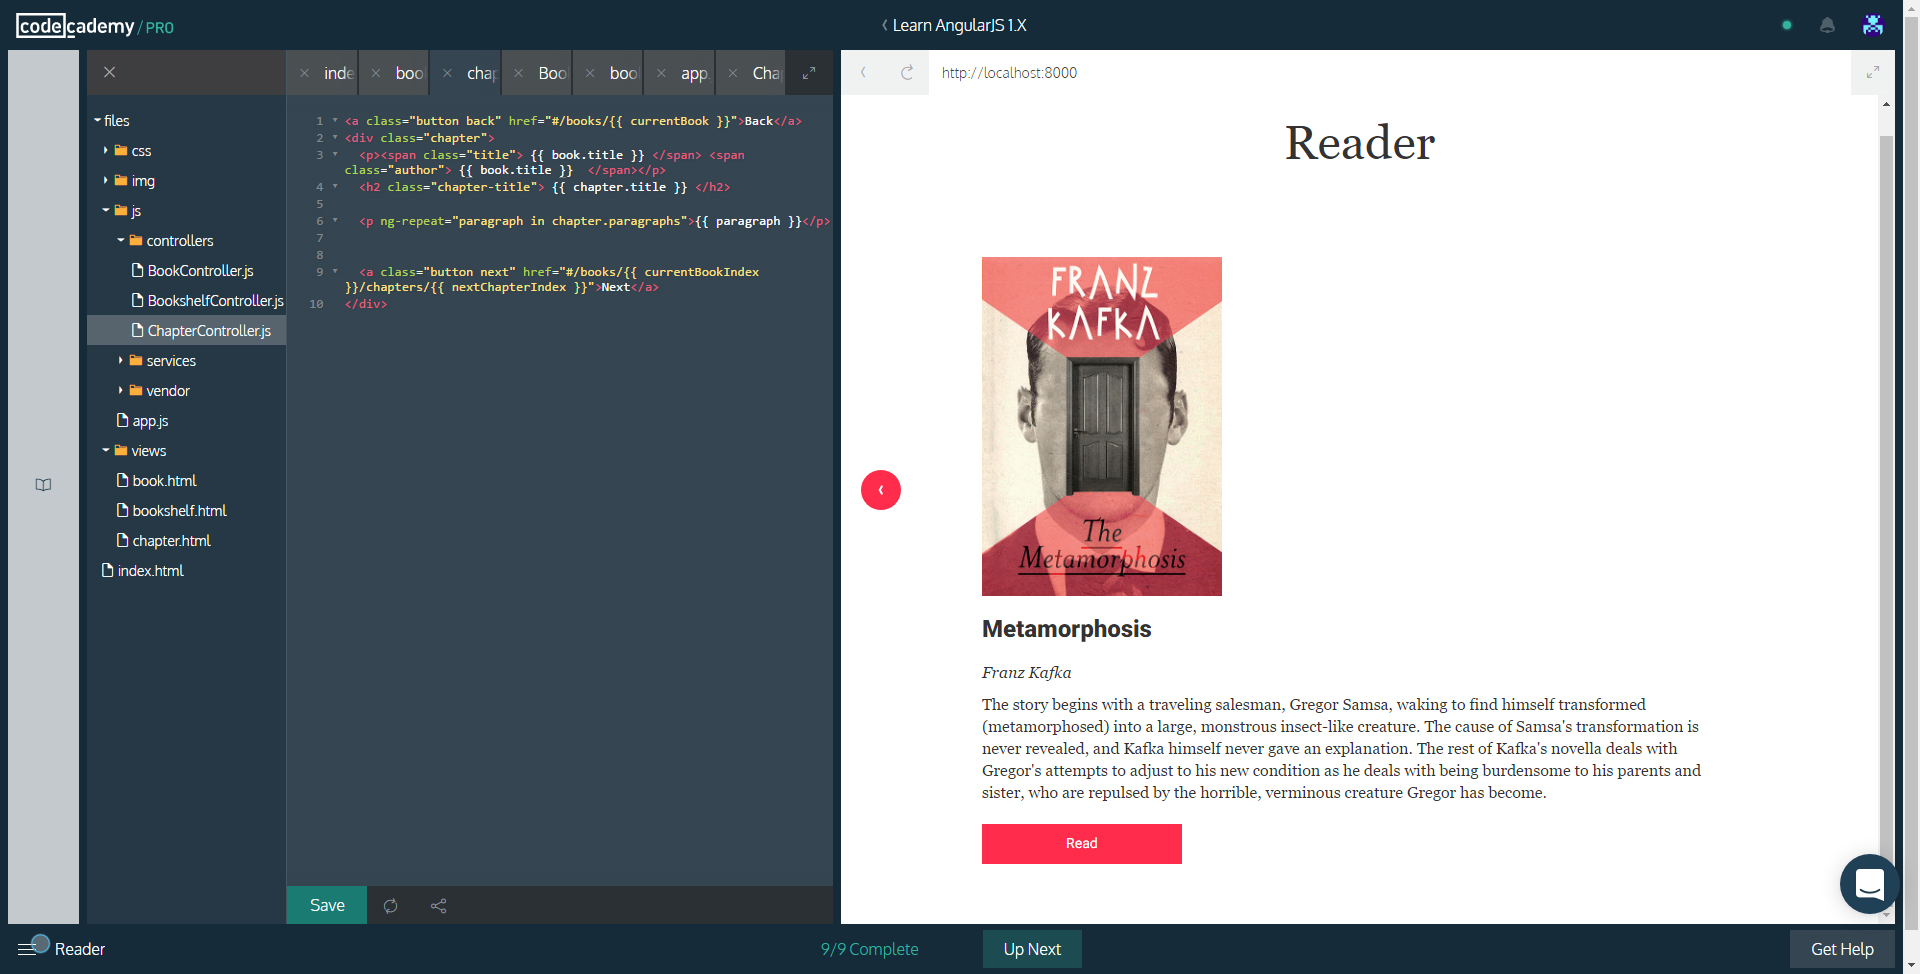 codecademy / PRO
Learn AngularJS 1.X
inde
boo
chap
Boo
boo
app.
Cha
http://localhost:8000
files
css
img
js
controllers
BookController.js
BookshelfController.js
ChapterController.js
services
vendor
app.js
views
book.html
bookshelf.html
chapter.html
index.html
1 <a class="button back" href="#/books/{{ currentBook }}">Back</a>
2 <div class="chapter">
3 <p><span class="title"> {{ book.title }} </span> <span
class="author"> {{ book.title }}  </span></p>
4 <h2 class="chapter-title"> {{ chapter.title }} </h2>
5
6 <p ng-repeat="paragraph in chapter.paragraphs">{{ paragraph }}</p>
7
8
9 <a class="button next" href="#/books/{{ currentBookIndex
}}/chapters/{{ nextChapterIndex }}">Next</a>
10 </div>
Save
Reader
FRANZ
KAFKA
The
Metamorphosis
Metamorphosis
Franz Kafka
The story begins with a traveling salesman, Gregor Samsa, waking to find himself transformed
(metamorphosed) into a large, monstrous insect-like creature. The cause of Samsa's transformation is
never revealed, and Kafka himself never gave an explanation. The rest of Kafka's novella deals with
Gregor's attempts to adjust to his new condition as he deals with being burdensome to his parents and
sister, who are repulsed by the horrible, verminous creature Gregor has become.
Read
Reader
9/9 Complete
Up Next
Get Help